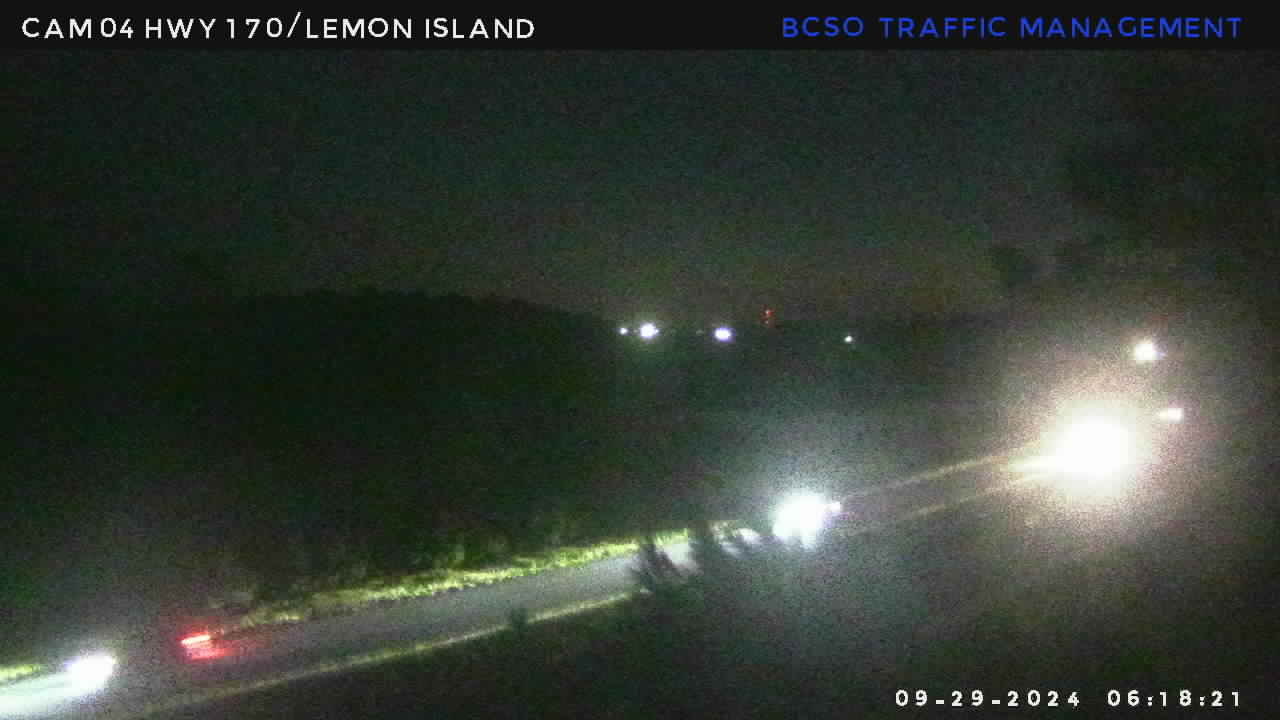 CAM04 HWY 170/LEMON ISLAND
BCSO TRAFFIC MANAGEMENT
09-29-2024 06:18:21